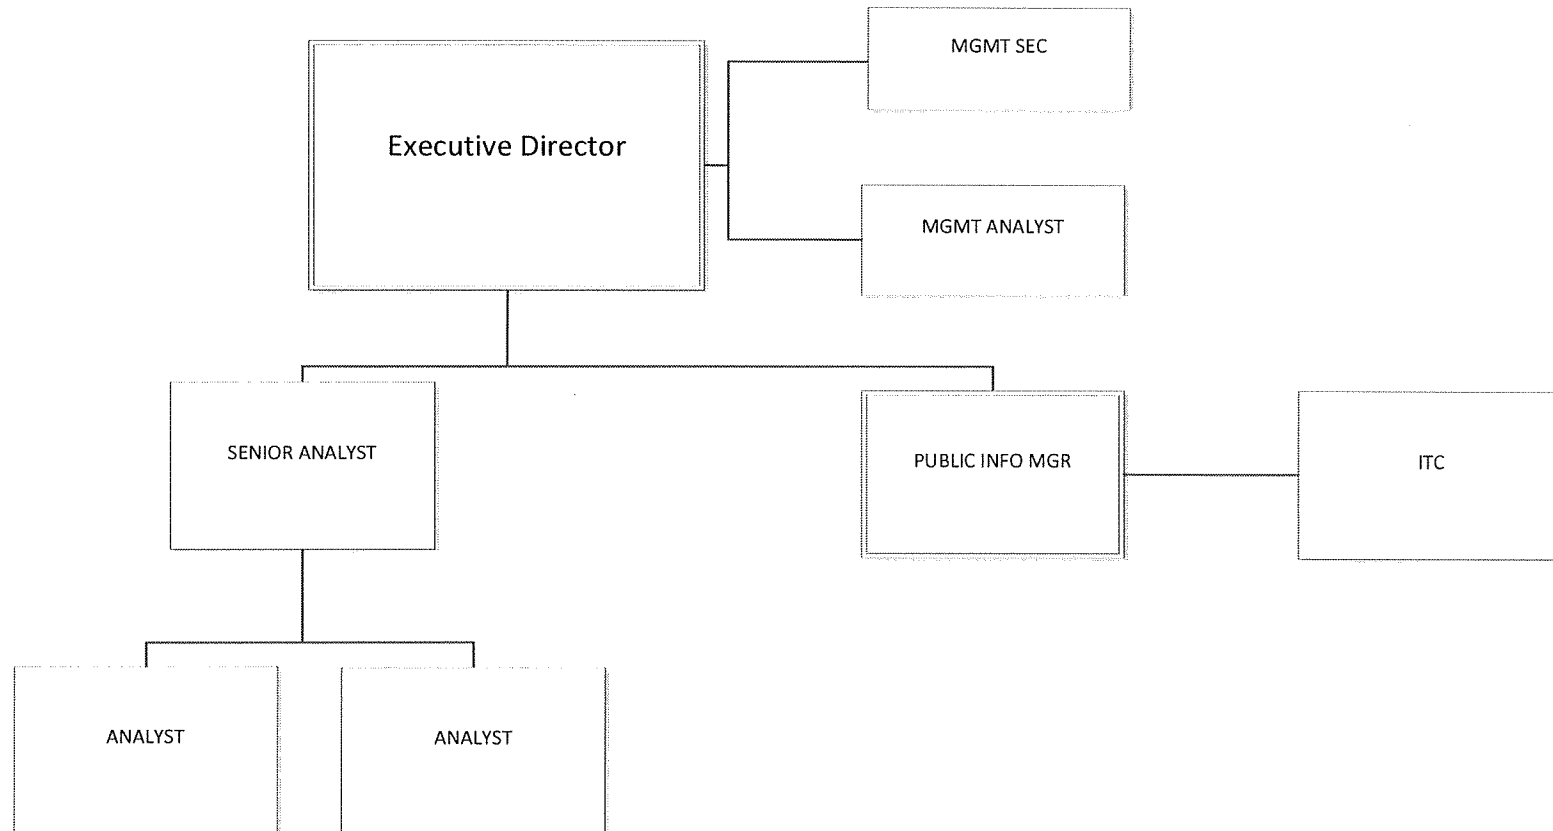 MGMT SEC
Executive Director
MGMT ANALYST
SENIOR ANALYST
PUBLIC INFO MGR
ITC
ANALYST
ANALYST